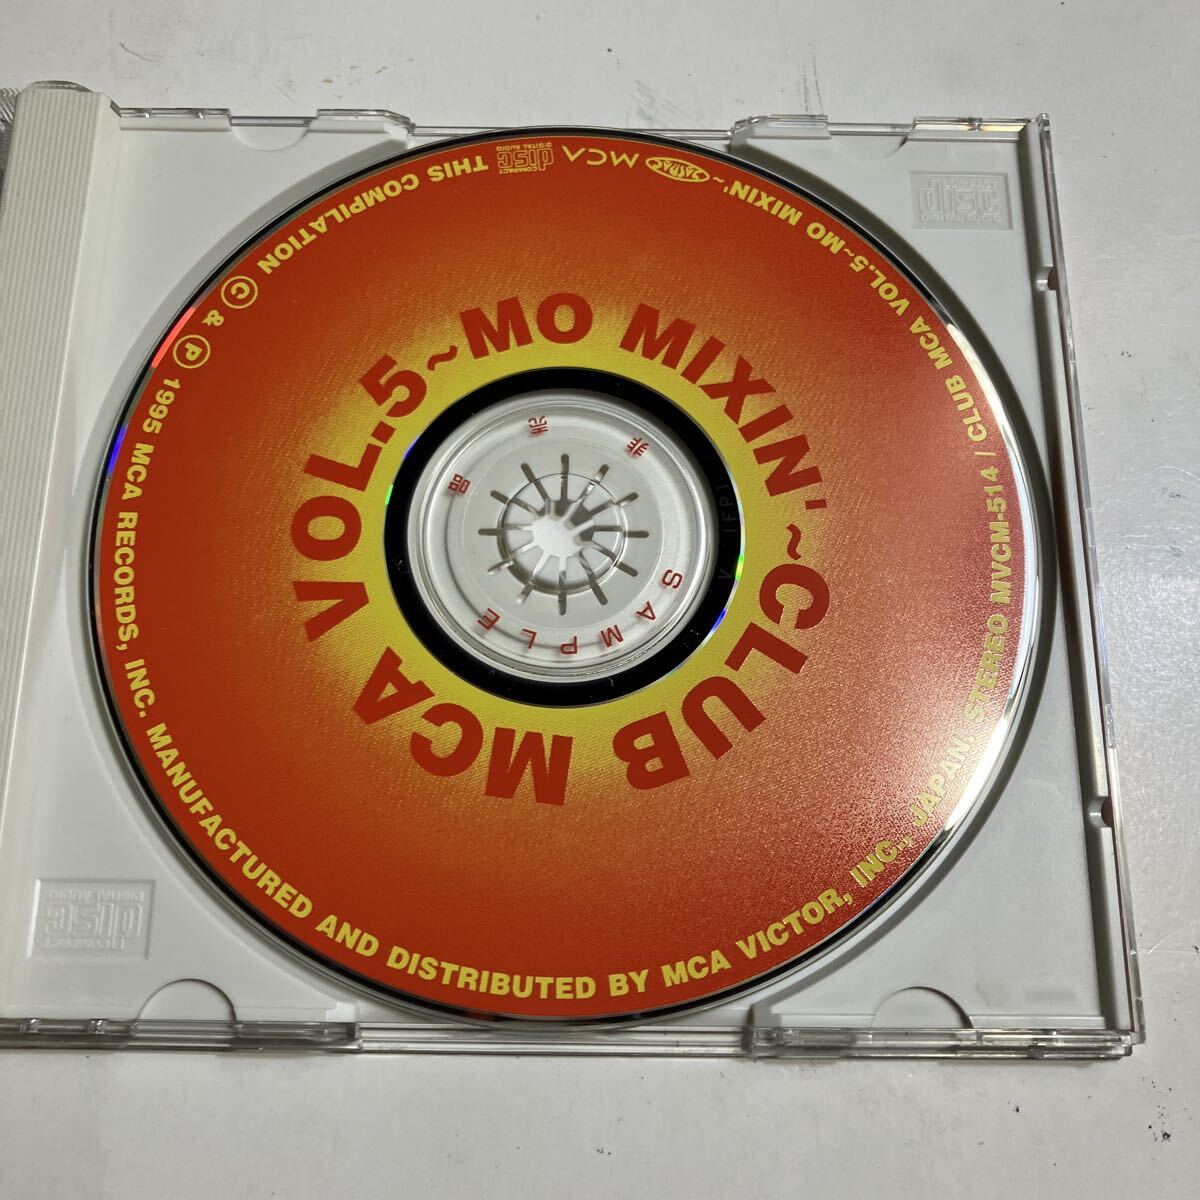 CLUB MCA VOL.5~MO MIXIN'~
THIS COMPILATION Ⓒ & Ⓟ 1995 MCA RECORDS, INC. MANUFACTURED AND DISTRIBUTED BY MCA VICTOR, INC., JAPAN. STEREO MVCM-514 / CLUB MCA VOL.5~MO MIXIN'~
JASRAC
MCA
COMPACT
disc
DIGITAL AUDIO
SAMPLE
非売品
COMPACT
disc
DIGITAL AUDIO
COMPACT
disc
DIGITAL AUDIO